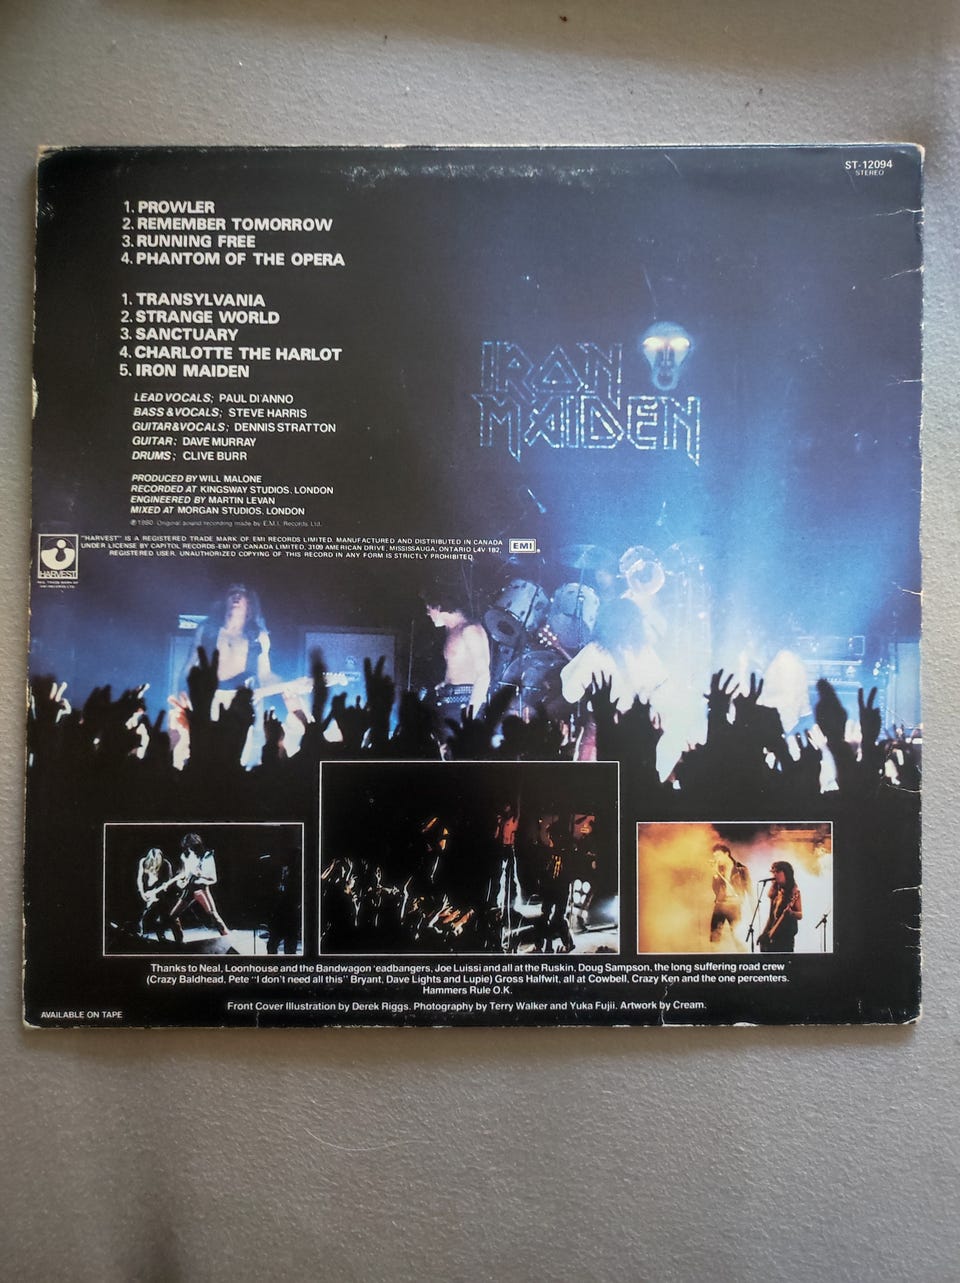 ST-12094
STEREO
1. PROWLER
2. REMEMBER TOMORROW
3. RUNNING FREE
4. PHANTOM OF THE OPERA
1. TRANSYLVANIA
2. STRANGE WORLD
3. SANCTUARY
4. CHARLOTTE THE HARLOT
5. IRON MAIDEN
IRON
MAIDEN
LEAD VOCALS; PAUL DI'ANNO
BASS & VOCALS; STEVE HARRIS
GUITAR&VOCALS; DENNIS STRATTON
GUITAR: DAVE MURRAY
DRUMS; CLIVE BURR
PRODUCED BY WILL MALONE
RECORDED AT KINGSWAY STUDIOS. LONDON
ENGINEERED BY MARTIN LEVAN
MIXED AT MORGAN STUDIOS. LONDON
℗ 1980 Original sound recording made by E.M.I. Records Ltd.
"HARVEST" IS A REGISTERED TRADE MARK OF EMI RECORDS LIMITED. MANUFACTURED AND DISTRIBUTED IN CANADA
UNDER LICENSE BY CAPITOL RECORDS-EMI OF CANADA LIMITED, 3109 AMERICAN DRIVE, MISSISSAUGA, ONTARIO L4V 1B2,
REGISTERED USER. UNAUTHORIZED COPYING OF THIS RECORD IN ANY FORM IS STRICTLY PROHIBITED.
EMI
HARVEST
Thanks to Neal, Loonhouse and the Bandwagon 'eadbangers, Joe Luissi and all at the Ruskin, Doug Sampson, the long suffering road crew
(Crazy Baldhead, Pete "I don't need all this" Bryant, Dave Lights and Lupie) Gross Halfwit, all at Cowbell, Crazy Ken and the one percenters.
Hammers Rule O.K.
Front Cover Illustration by Derek Riggs. Photography by Terry Walker and Yuka Fujii. Artwork by Cream.
AVAILABLE ON TAPE